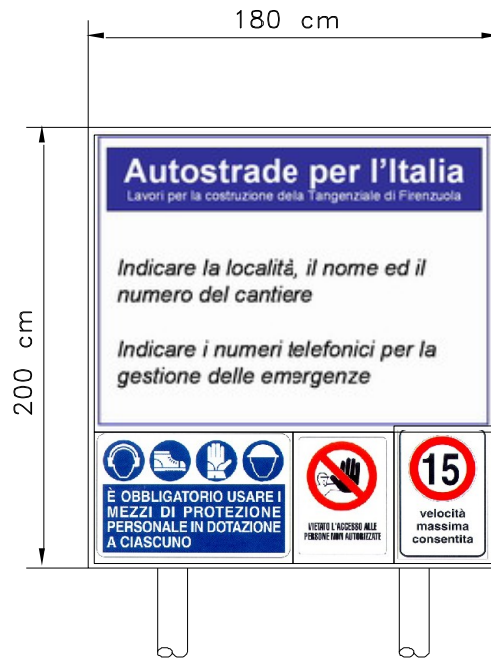 180 cm
200 cm
Autostrade per l'Italia
Lavori per la costruzione dela Tangenziale di Firenzuola
Indicare la località, il nome ed il
numero del cantiere
Indicare i numeri telefonici per la
gestione delle emergenze
È OBBLIGATORIO USARE I
MEZZI DI PROTEZIONE
PERSONALE IN DOTAZIONE
A CIASCUNO
VIETATO L'ACCESSO ALLE
PERSONE NON AUTORIZZATE
15
velocità
massima
consentita